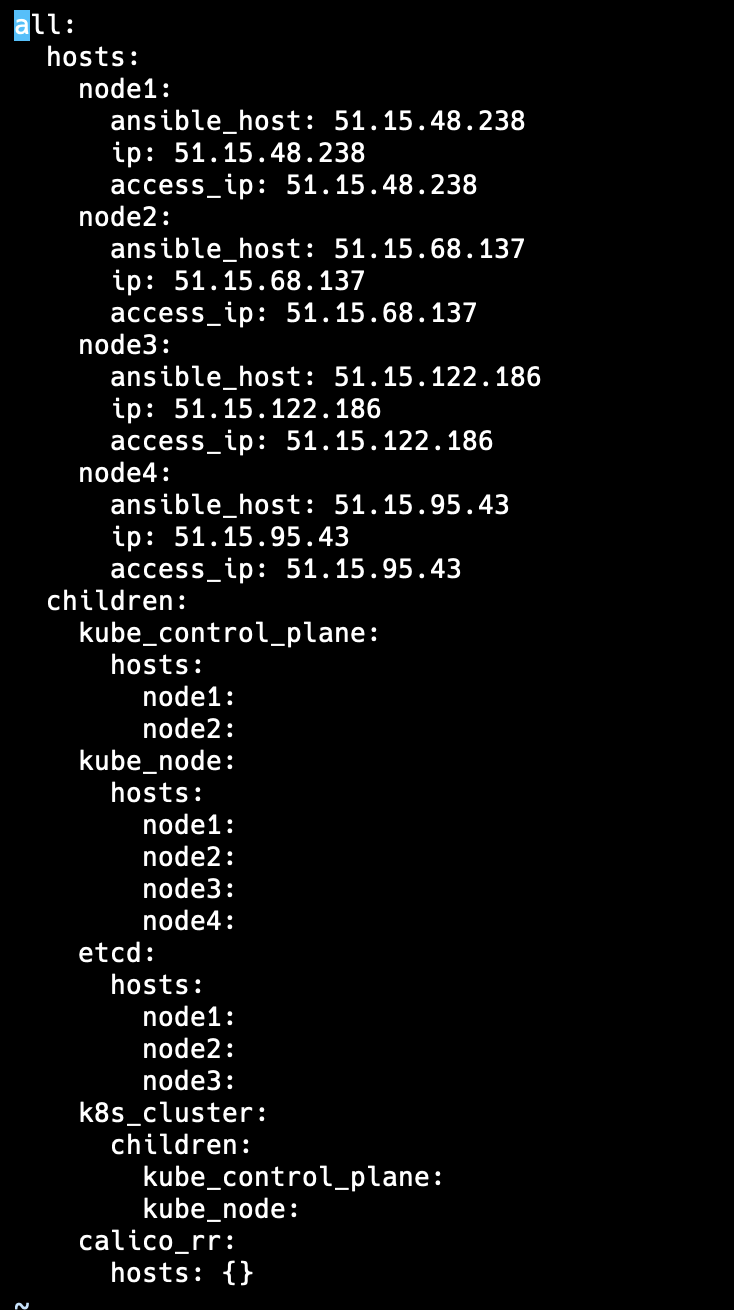 all:
  hosts:
    node1:
      ansible_host: 51.15.48.238
      ip: 51.15.48.238
      access_ip: 51.15.48.238
    node2:
      ansible_host: 51.15.68.137
      ip: 51.15.68.137
      access_ip: 51.15.68.137
    node3:
      ansible_host: 51.15.122.186
      ip: 51.15.122.186
      access_ip: 51.15.122.186
    node4:
      ansible_host: 51.15.95.43
      ip: 51.15.95.43
      access_ip: 51.15.95.43
  children:
    kube_control_plane:
      hosts:
        node1:
        node2:
    kube_node:
      hosts:
        node1:
        node2:
        node3:
        node4:
    etcd:
      hosts:
        node1:
        node2:
        node3:
    k8s_cluster:
      children:
        kube_control_plane:
        kube_node:
    calico_rr:
      hosts: {}
~